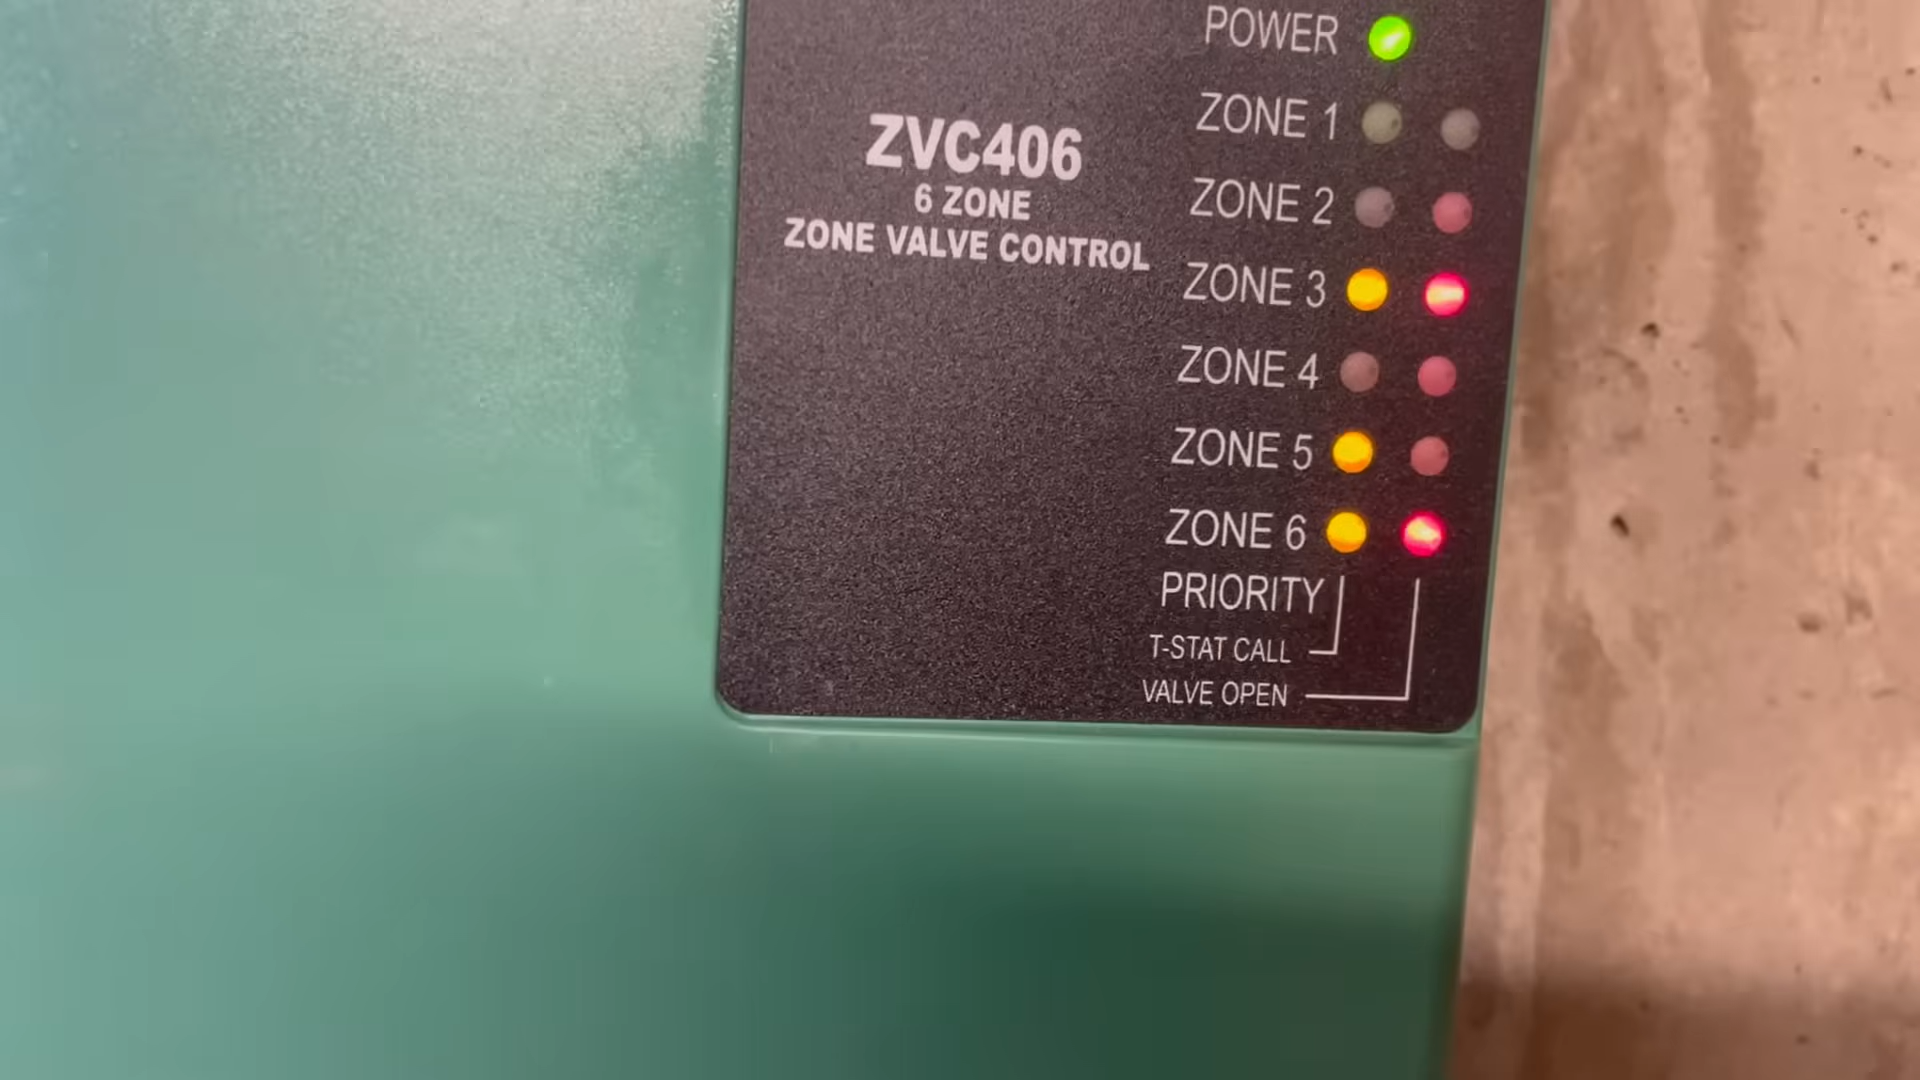 POWER
ZONE 1
ZVC406
6 ZONE
ZONE VALVE CONTROL
ZONE 2
ZONE 3
ZONE 4
ZONE 5
ZONE 6
PRIORITY
T-STAT CALL
VALVE OPEN